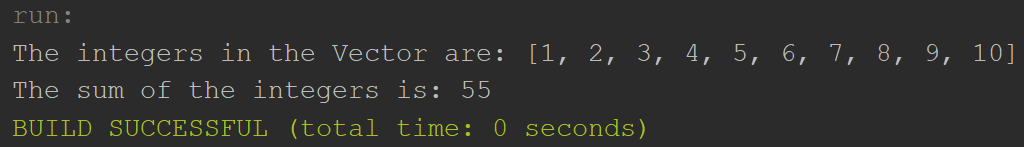 run:
The integers in the Vector are: [1, 2, 3, 4, 5, 6, 7, 8, 9, 10]
The sum of the integers is: 55
BUILD SUCCESSFUL (total time: 0 seconds)